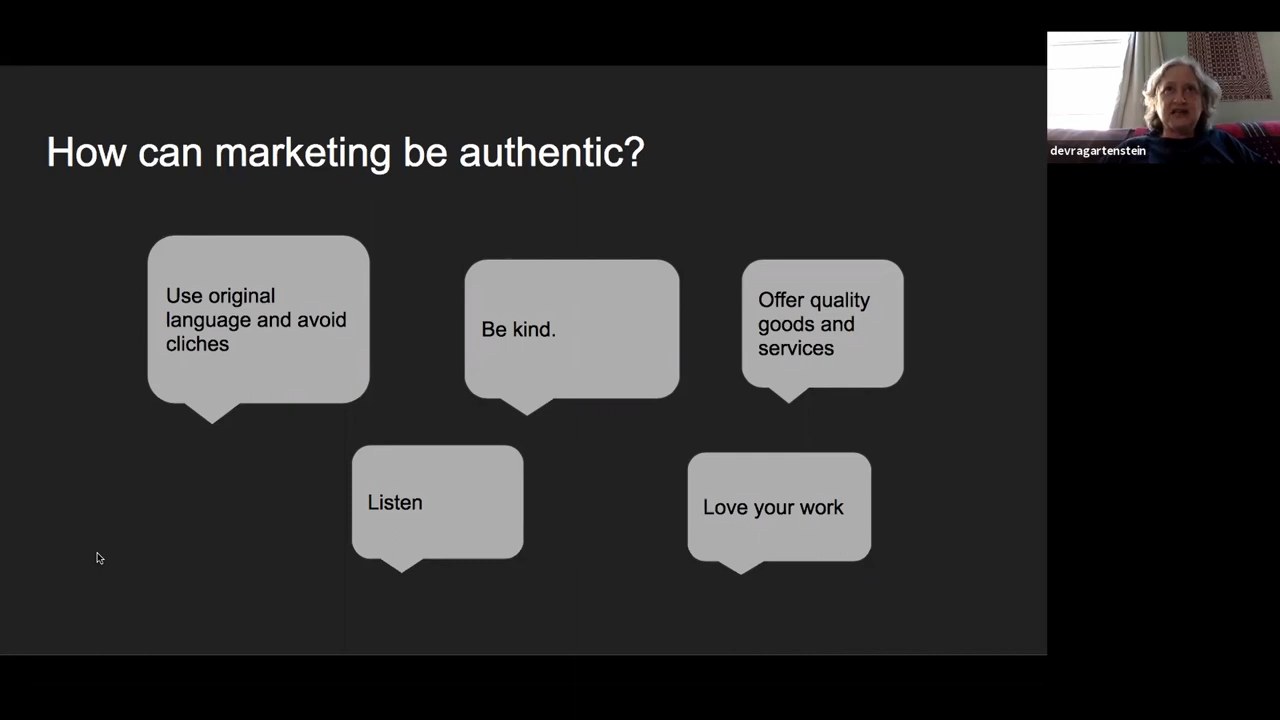 How can marketing be authentic?
Use original
language and avoid
cliches
Be kind.
Offer quality
goods and
services
Listen
Love your work
devragartenstein